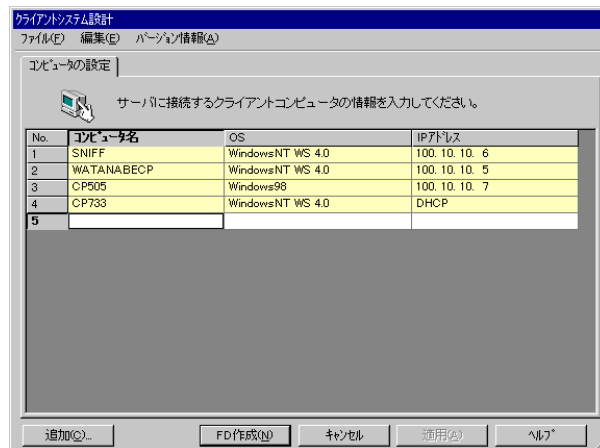 クライアントシステム設計
ファイル(F) 編集(E) バージョン情報(A)
コンピュータの設定
サーバに接続するクライアントコンピュータの情報を入力してください。
No. コンピュータ名 OS IPアドレス
1 SNIFF WindowsNT WS 4.0 100. 10. 10. 6
2 WATANABECP WindowsNT WS 4.0 100. 10. 10. 5
3 CP505 Windows98 100. 10. 10. 7
4 CP733 WindowsNT WS 4.0 DHCP
5
追加(C)... FD作成(N) キャンセル 適用(A) ヘルプ